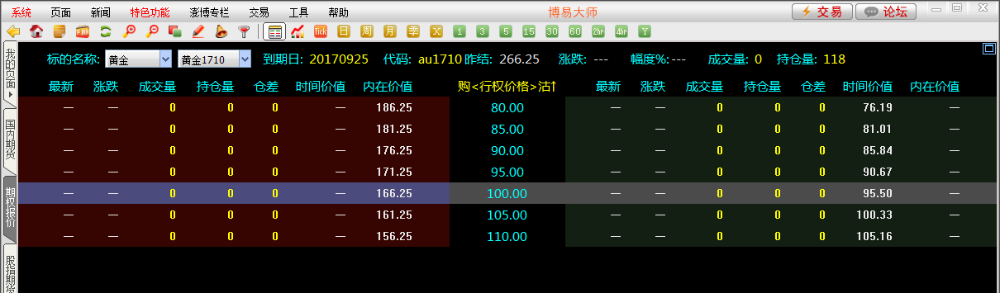 系统 页面 新闻 特色功能 澎博专栏 交易 工具 帮助 博易大师 交易 论坛
Tick 日 周 月 季 X 1 3 5 15 30 60 2hr 4hr Y
我的页面
国内期货
期权报价
股指期货
标的名称: 黄金 黄金1710 到期日: 20170925 代码: au1710 昨结: 266.25 涨跌: --- 幅度%: --- 成交量: 0 持仓量: 118
最新 涨跌 成交量 持仓量 仓差 时间价值 内在价值 购<行权价格>沽↑ 最新 涨跌 成交量 持仓量 仓差 时间价值 内在价值
— — 0 0 0 — 186.25 80.00 — — 0 0 0 76.19 —
— — 0 0 0 — 181.25 85.00 — — 0 0 0 81.01 —
— — 0 0 0 — 176.25 90.00 — — 0 0 0 85.84 —
— — 0 0 0 — 171.25 95.00 — — 0 0 0 90.67 —
— — 0 0 0 — 166.25 100.00 — — 0 0 0 95.50 —
— — 0 0 0 — 161.25 105.00 — — 0 0 0 100.33 —
— — 0 0 0 — 156.25 110.00 — — 0 0 0 105.16 —